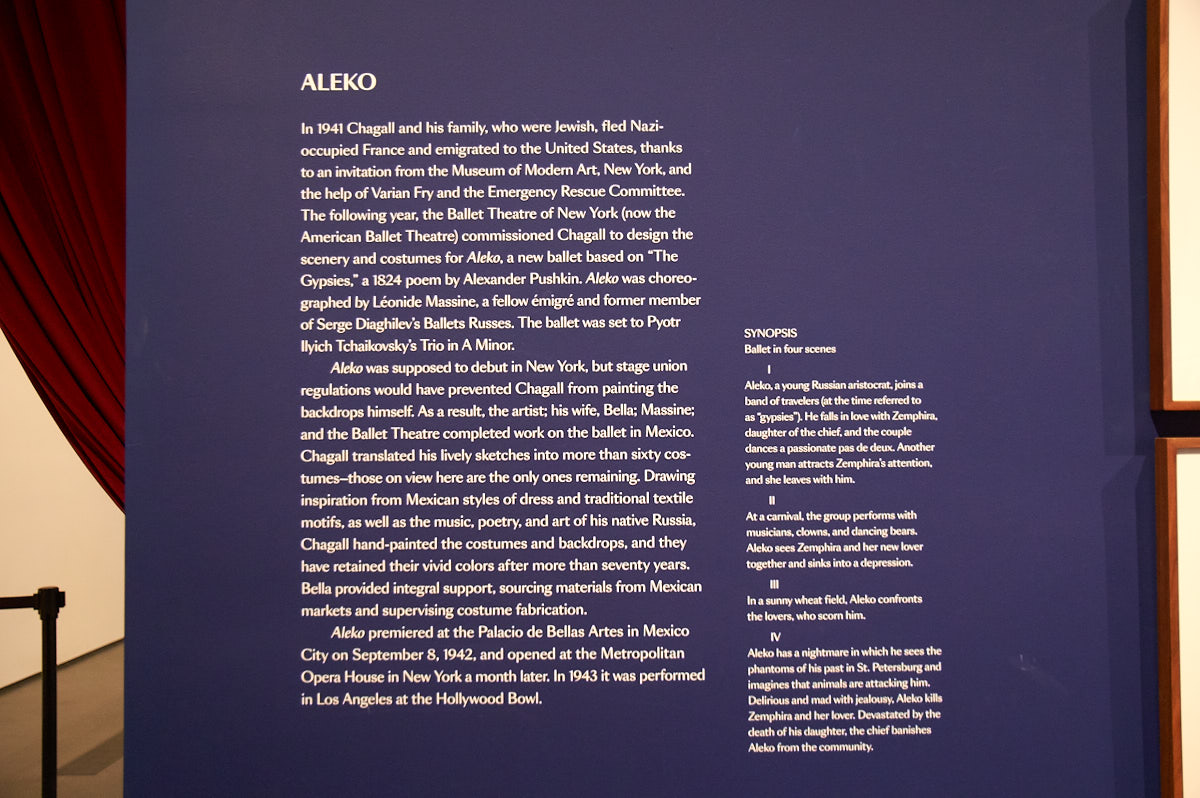 ALEKO
In 1941 Chagall and his family, who were Jewish, fled Nazi-
occupied France and emigrated to the United States, thanks
to an invitation from the Museum of Modern Art, New York, and
the help of Varian Fry and the Emergency Rescue Committee.
The following year, the Ballet Theatre of New York (now the
American Ballet Theatre) commissioned Chagall to design the
scenery and costumes for Aleko, a new ballet based on “The
Gypsies,” a 1824 poem by Alexander Pushkin. Aleko was choreo-
graphed by Léonide Massine, a fellow émigré and former member
of Serge Diaghilev’s Ballets Russes. The ballet was set to Pyotr
Ilyich Tchaikovsky’s Trio in A Minor.
Aleko was supposed to debut in New York, but stage union
regulations would have prevented Chagall from painting the
backdrops himself. As a result, the artist; his wife, Bella; Massine;
and the Ballet Theatre completed work on the ballet in Mexico.
Chagall translated his lively sketches into more than sixty cos-
tumes—those on view here are the only ones remaining. Drawing
inspiration from Mexican styles of dress and traditional textile
motifs, as well as the music, poetry, and art of his native Russia,
Chagall hand-painted the costumes and backdrops, and they
have retained their vivid colors after more than seventy years.
Bella provided integral support, sourcing materials from Mexican
markets and supervising costume fabrication.
Aleko premiered at the Palacio de Bellas Artes in Mexico
City on September 8, 1942, and opened at the Metropolitan
Opera House in New York a month later. In 1943 it was performed
in Los Angeles at the Hollywood Bowl.
SYNOPSIS
Ballet in four scenes
I
Aleko, a young Russian aristocrat, joins a
band of travelers (at the time referred to
as “gypsies”). He falls in love with Zemphira,
daughter of the chief, and the couple
dances a passionate pas de deux. Another
young man attracts Zemphira’s attention,
and she leaves with him.
II
At a carnival, the group performs with
musicians, clowns, and dancing bears.
Aleko sees Zemphira and her new lover
together and sinks into a depression.
III
In a sunny wheat field, Aleko confronts
the lovers, who scorn him.
IV
Aleko has a nightmare in which he sees the
phantoms of his past in St. Petersburg and
imagines that animals are attacking him.
Delirious and mad with jealousy, Aleko kills
Zemphira and her lover. Devastated by the
death of his daughter, the chief banishes
Aleko from the community.